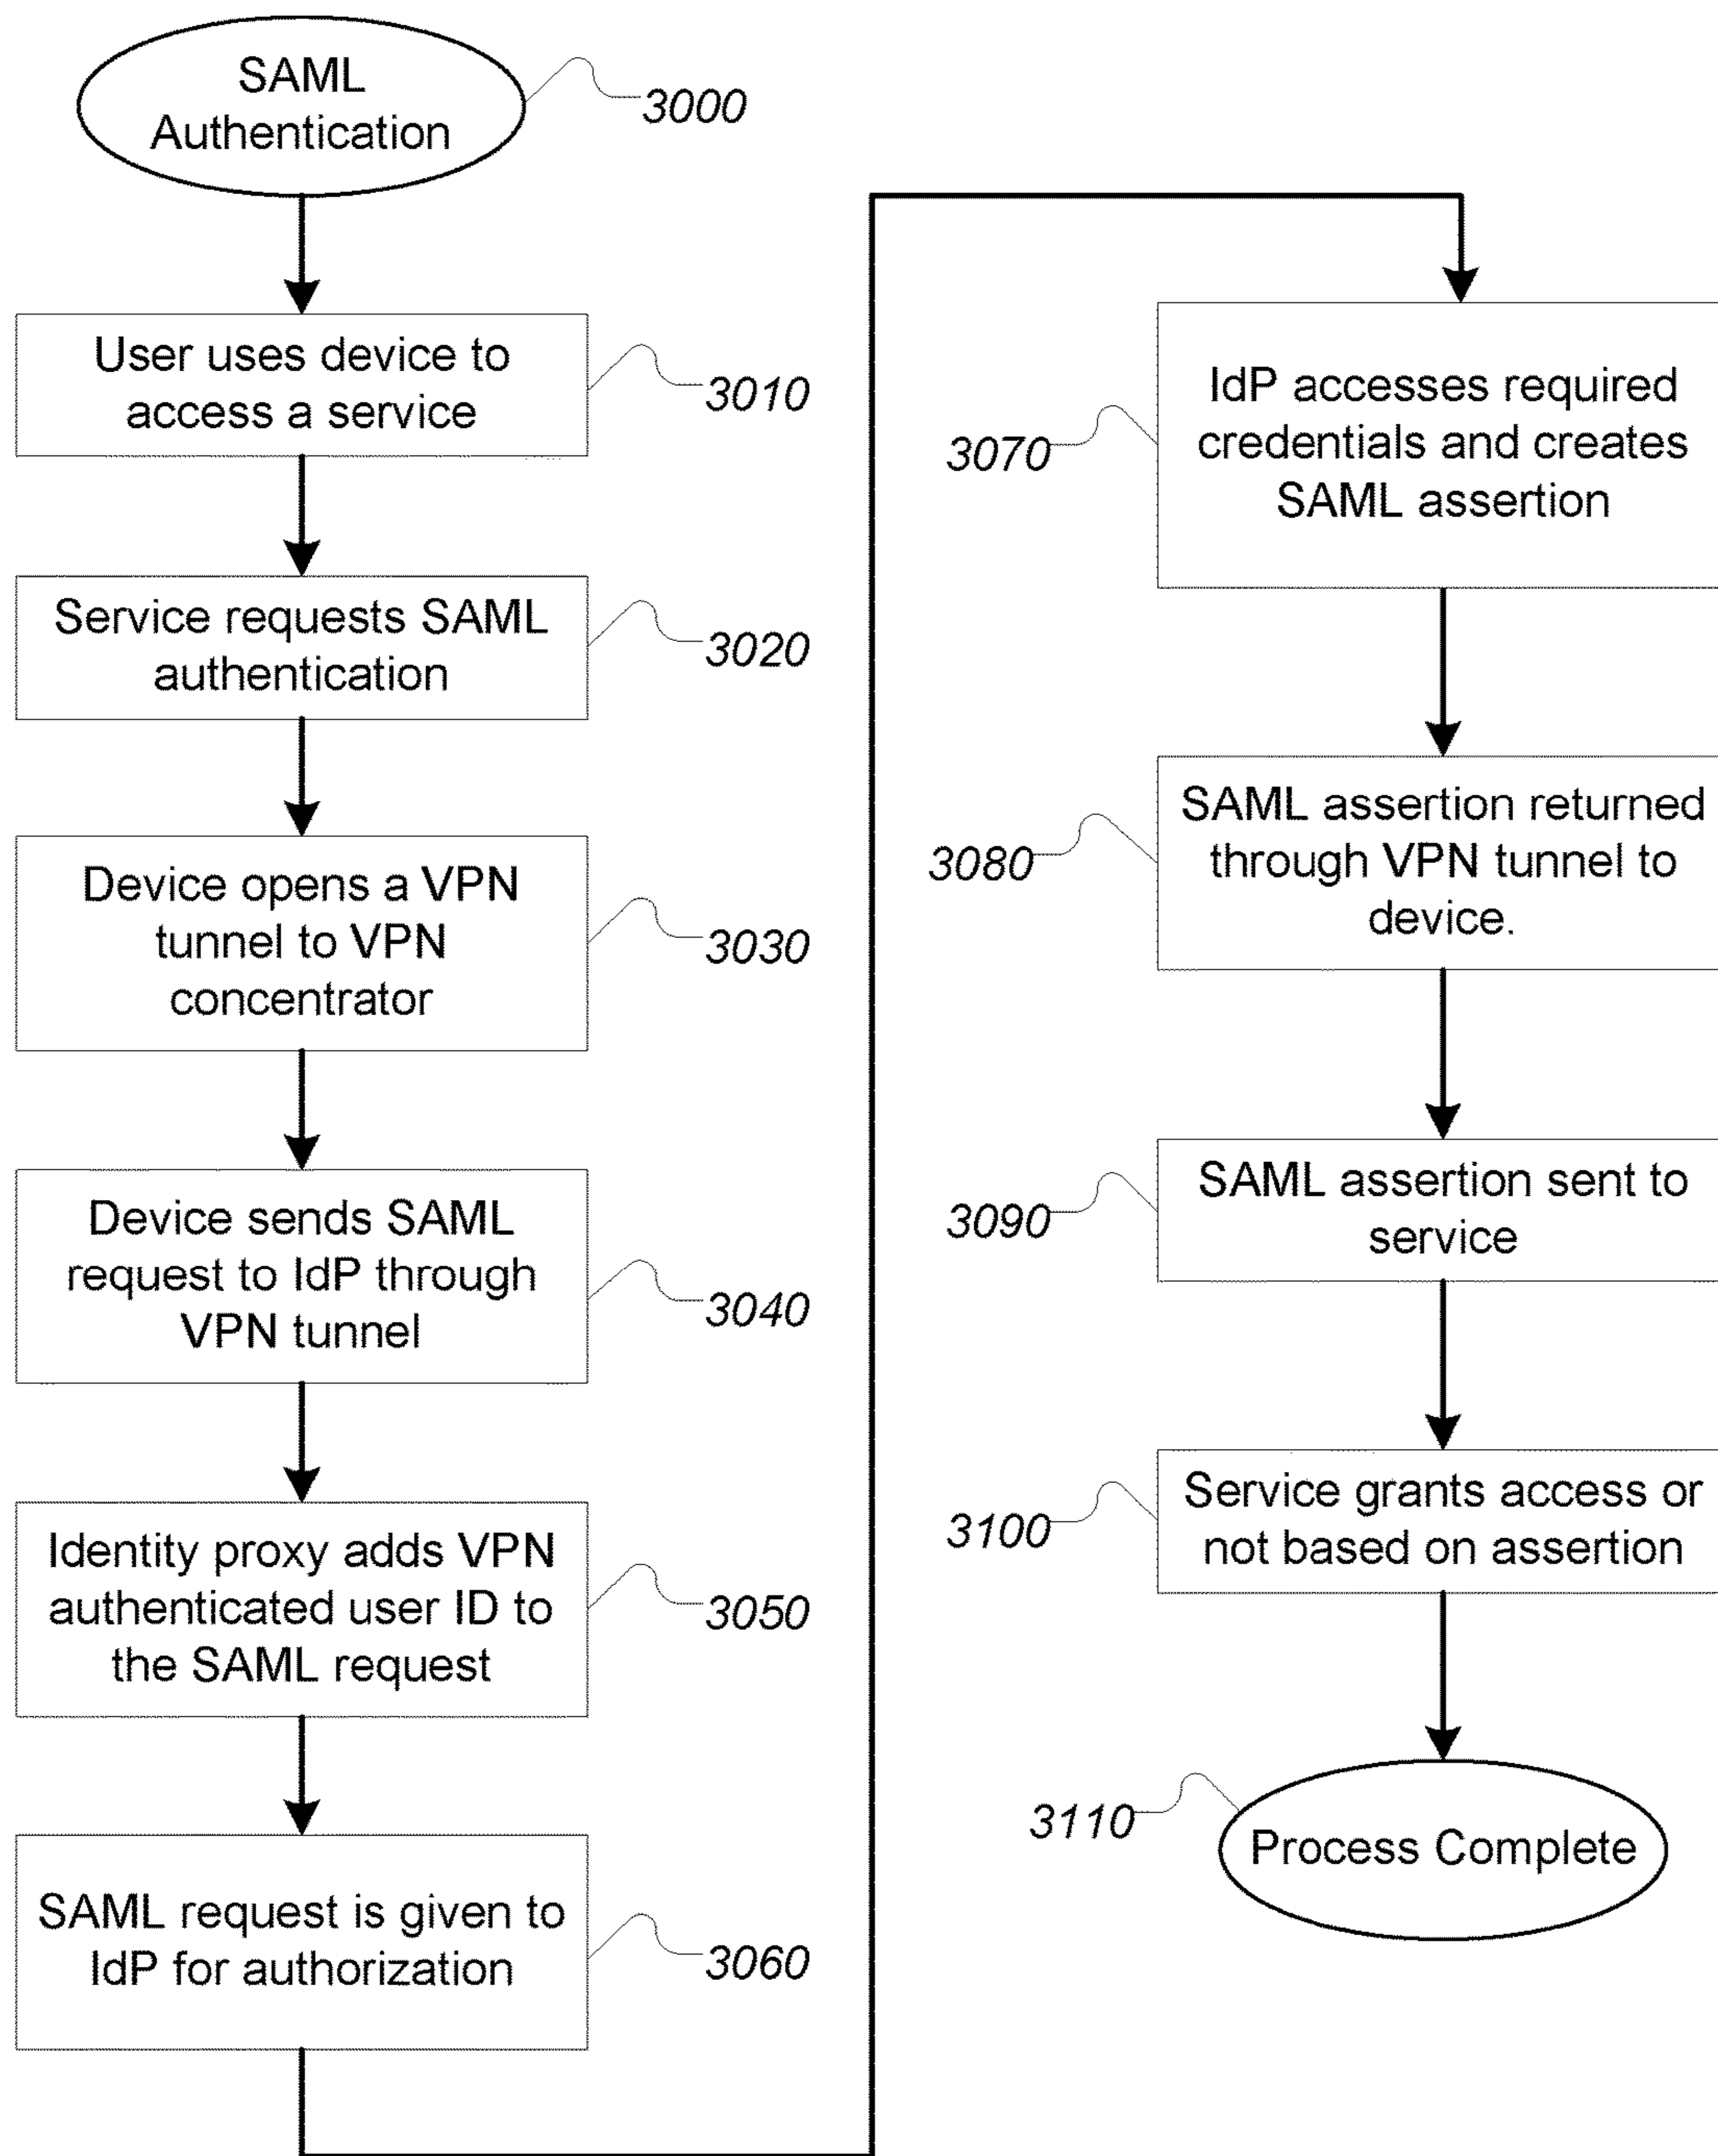 SAML
Authentication
3000
User uses device to
access a service
3010
Service requests SAML
authentication
3020
Device opens a VPN
tunnel to VPN
concentrator
3030
Device sends SAML
request to IdP through
VPN tunnel
3040
Identity proxy adds VPN
authenticated user ID to
the SAML request
3050
SAML request is given to
IdP for authorization
3060
IdP accesses required
credentials and creates
SAML assertion
3070
SAML assertion returned
through VPN tunnel to
device.
3080
SAML assertion sent to
service
3090
Service grants access or
not based on assertion
3100
Process Complete
3110